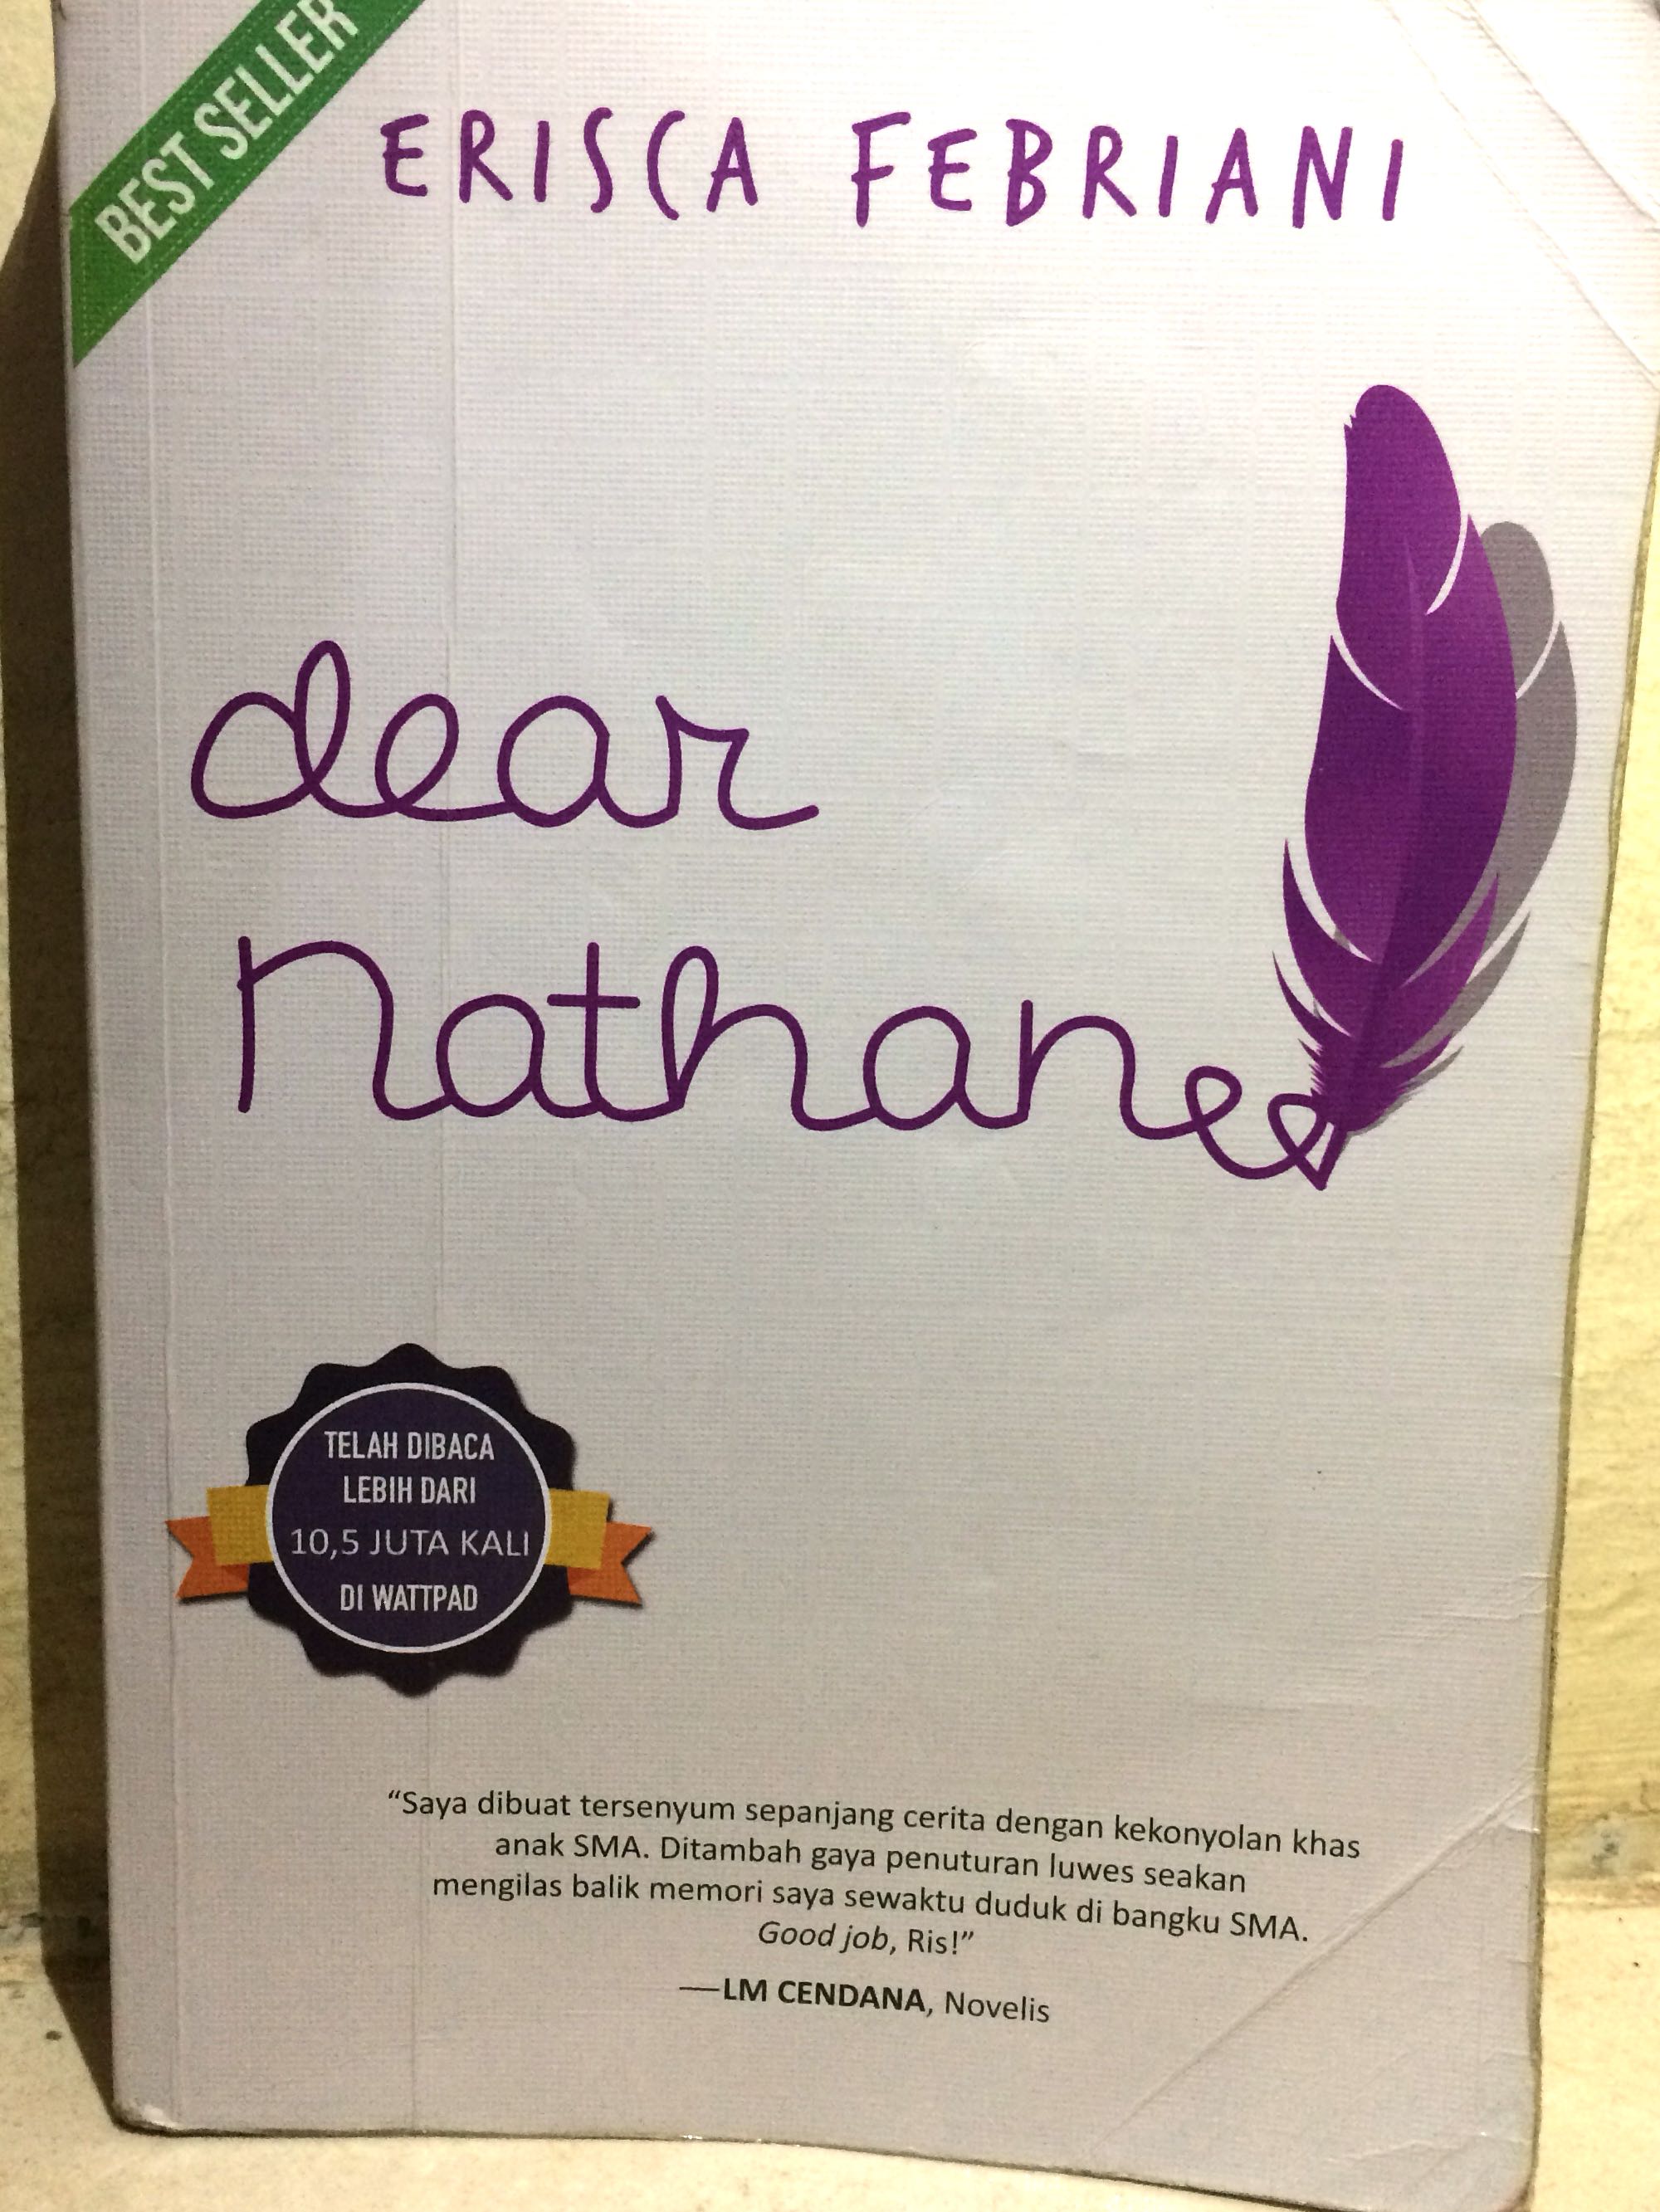 BEST SELLER
ERISCA FEBRIANI
dear
nathan
TELAH DIBACA
LEBIH DARI
10,5 JUTA KALI
DI WATTPAD
“Saya dibuat tersenyum sepanjang cerita dengan kekonyolan khas
anak SMA. Ditambah gaya penuturan luwes seakan
mengilas balik memori saya sewaktu duduk di bangku SMA.
Good job, Ris!”
—LM CENDANA, Novelis